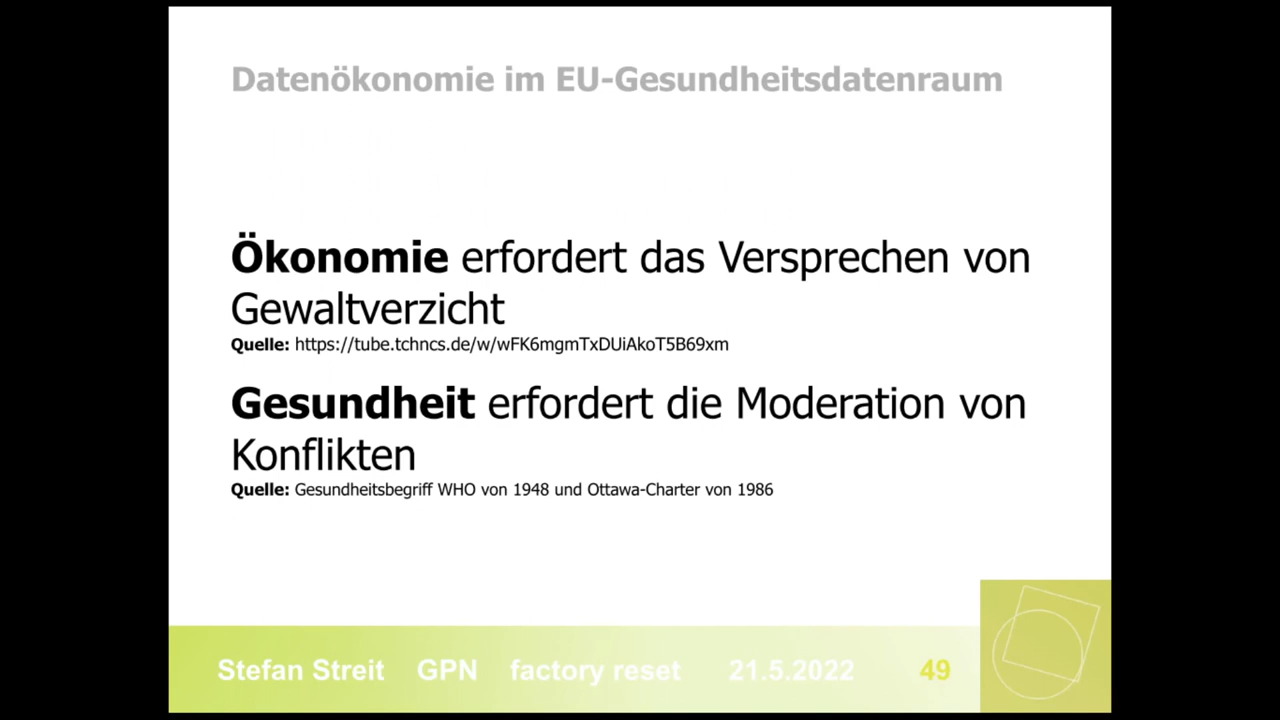 Datenökonomie im EU-Gesundheitsdatenraum
Ökonomie erfordert das Versprechen von
Gewaltverzicht
Quelle: https://tube.tchncs.de/w/wFK6mgmTxDUiAkoT5B69xm
Gesundheit erfordert die Moderation von
Konflikten
Quelle: Gesundheitsbegriff WHO von 1948 und Ottawa-Charter von 1986
Stefan Streit GPN factory reset 21.5.2022 49